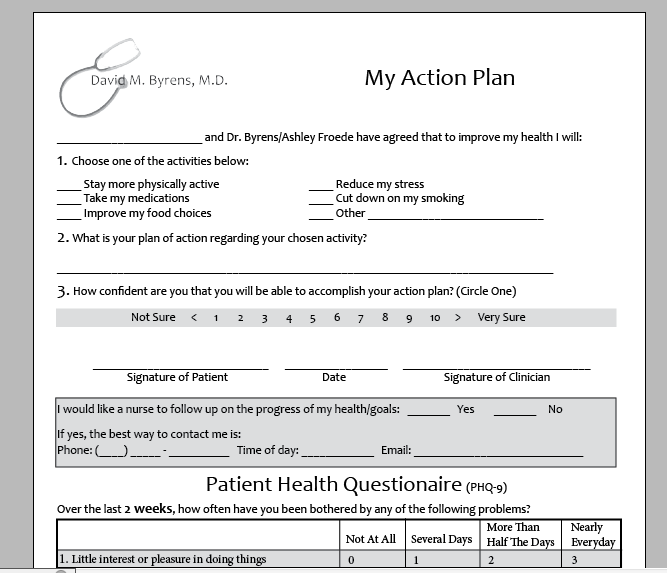 David M. Byrens, M.D.
My Action Plan
____________________ and Dr. Byrens/Ashley Froede have agreed that to improve my health I will:
1. Choose one of the activities below:
____ Stay more physically active ____ Reduce my stress
____ Take my medications ____ Cut down on my smoking
____ Improve my food choices ____ Other __________________________
2. What is your plan of action regarding your chosen activity?
3. How confident are you that you will be able to accomplish your action plan? (Circle One)
Not Sure < 1 2 3 4 5 6 7 8 9 10 > Very Sure
Signature of Patient Date Signature of Clinician
I would like a nurse to follow up on the progress of my health/goals: ______ Yes ______ No
If yes, the best way to contact me is:
Phone: (____) _____ - _________ Time of day: ___________ Email: _________________________
Patient Health Questionaire (PHQ-9)
Over the last 2 weeks, how often have you been bothered by any of the following problems?
Not At All Several Days More Than Half The Days Nearly Everyday
1. Little interest or pleasure in doing things 0 1 2 3